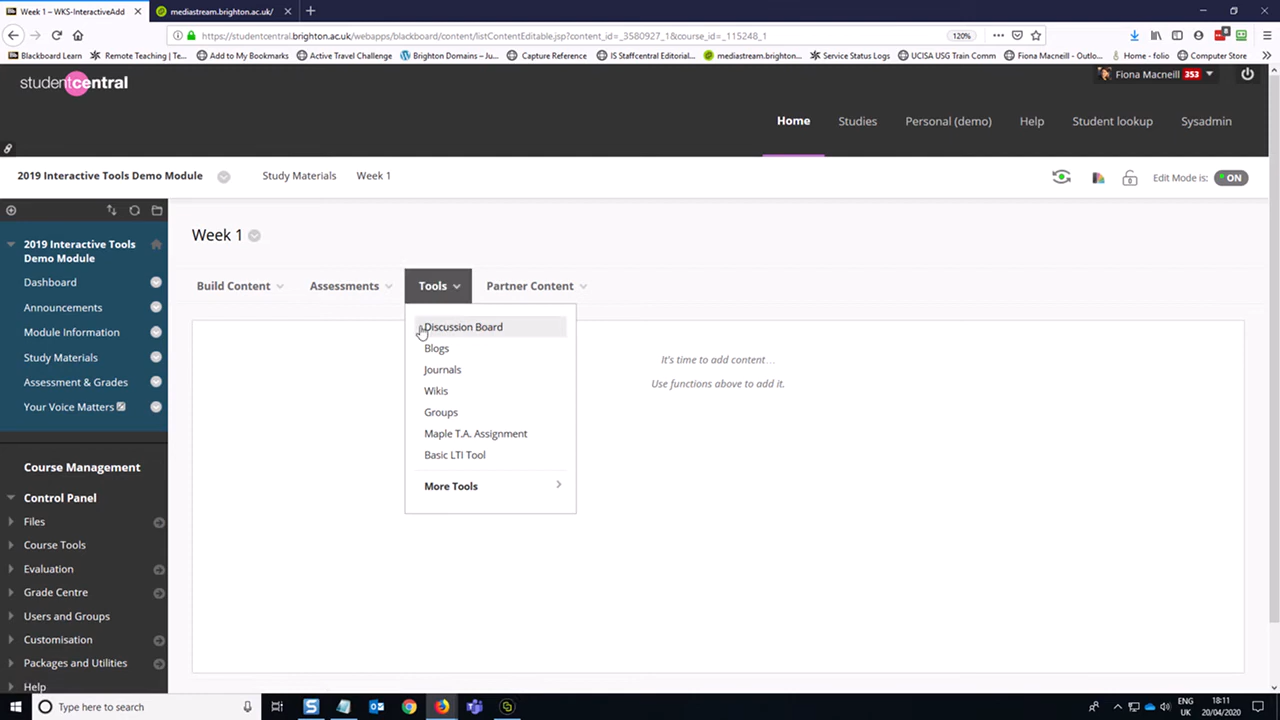 Week 1 – WKS-InteractiveAdd
mediastream.brighton.ac.uk/
https://studentcentral.brighton.ac.uk/webapps/blackboard/content/listContentEditable.jsp?content_id=_3580927_1&course_id=_115248_1
120%
Blackboard Learn
Remote Teaching | Te...
Add to My Bookmarks
Active Travel Challenge
Brighton Domains – Ju...
Capture Reference
IS Staffcentral Editorial...
mediastream.brighton...
Service Status Logs
UCISA USG Train Comm
Fiona Macneill - Outlo...
Home - folio
Computer Store
studentcentral
Fiona Macneill 353
Home
Studies
Personal (demo)
Help
Student lookup
Sysadmin
2019 Interactive Tools Demo Module
Study Materials
Week 1
Edit Mode is: ON
2019 Interactive Tools
Demo Module
Dashboard
Announcements
Module Information
Study Materials
Assessment & Grades
Your Voice Matters
Course Management
Control Panel
Files
Course Tools
Evaluation
Grade Centre
Users and Groups
Customisation
Packages and Utilities
Help
Week 1
Build Content
Assessments
Tools
Partner Content
Discussion Board
Blogs
Journals
Wikis
Groups
Maple T.A. Assignment
Basic LTI Tool
More Tools
It's time to add content...
Use functions above to add it.
Type here to search
ENG
UK
18:11
20/04/2020